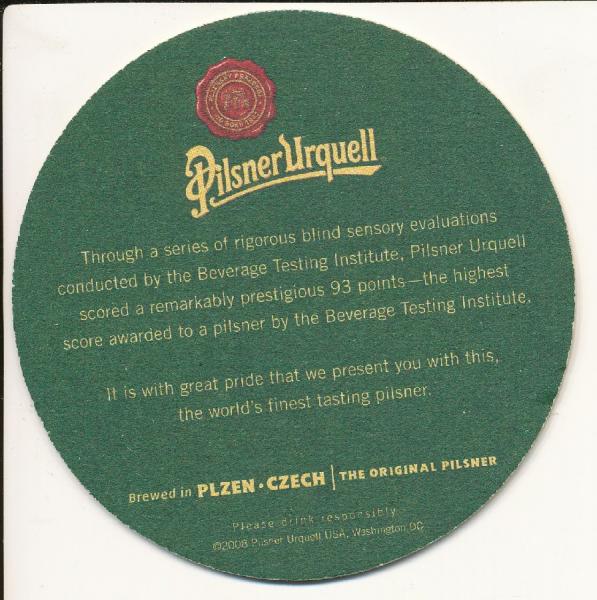 Pilsner Urquell
Through a series of rigorous blind sensory evaluations
conducted by the Beverage Testing Institute, Pilsner Urquell
scored a remarkably prestigious 93 points—the highest
score awarded to a pilsner by the Beverage Testing Institute.
It is with great pride that we present you with this,
the world's finest tasting pilsner.
Brewed in PLZEN · CZECH | THE ORIGINAL PILSNER
Please drink responsibly.
©2008 Pilsner Urquell USA, Washington DC